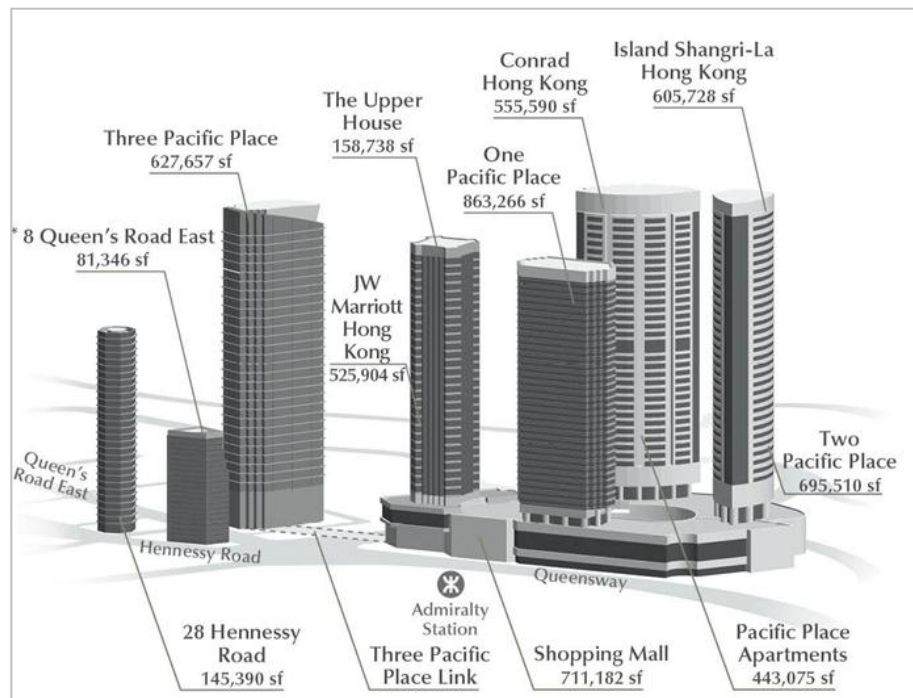 Island Shangri-La
Hong Kong
605,728 sf
Conrad
Hong Kong
555,590 sf
The Upper
House
158,738 sf
Three Pacific Place
627,657 sf
One
Pacific Place
863,266 sf
* 8 Queen's Road East
81,346 sf
JW
Marriott
Hong
Kong
525,904 sf
Two
Pacific Place
695,510 sf
Queen's
Road East
Hennessy Road
Queensway
Admiralty
Station
28 Hennessy
Road
145,390 sf
Three Pacific
Place Link
Shopping Mall
711,182 sf
Pacific Place
Apartments
443,075 sf